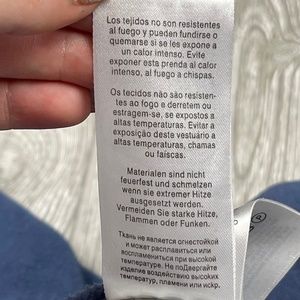 Los tejidos no son resistentes
al fuego y pueden fundirse o
quemarse si se les expone a
un calor intenso. Evite
exponer esta prenda al calor
intenso, al fuego a chispas.
Os tecidos não são resisten-
tes ao fogo e derretem ou
estragem-se, se expostos a
altas temperaturas. Evitar a
exposição deste vestuário a
altas temperaturas, chamas
ou faíscas.
Materialen sind nicht
feuerfest und schmelzen
wenn sie extremer Hitze
ausgesetzt werden.
Vermeiden Sie starke Hitze,
Flammen oder Funken.
Ткань не является огнестойкой
и может расплавиться или
воспламениться при высокой
температуре. Не подвергайте
изделие воздействию высоких
температур, пламени или искр.
®